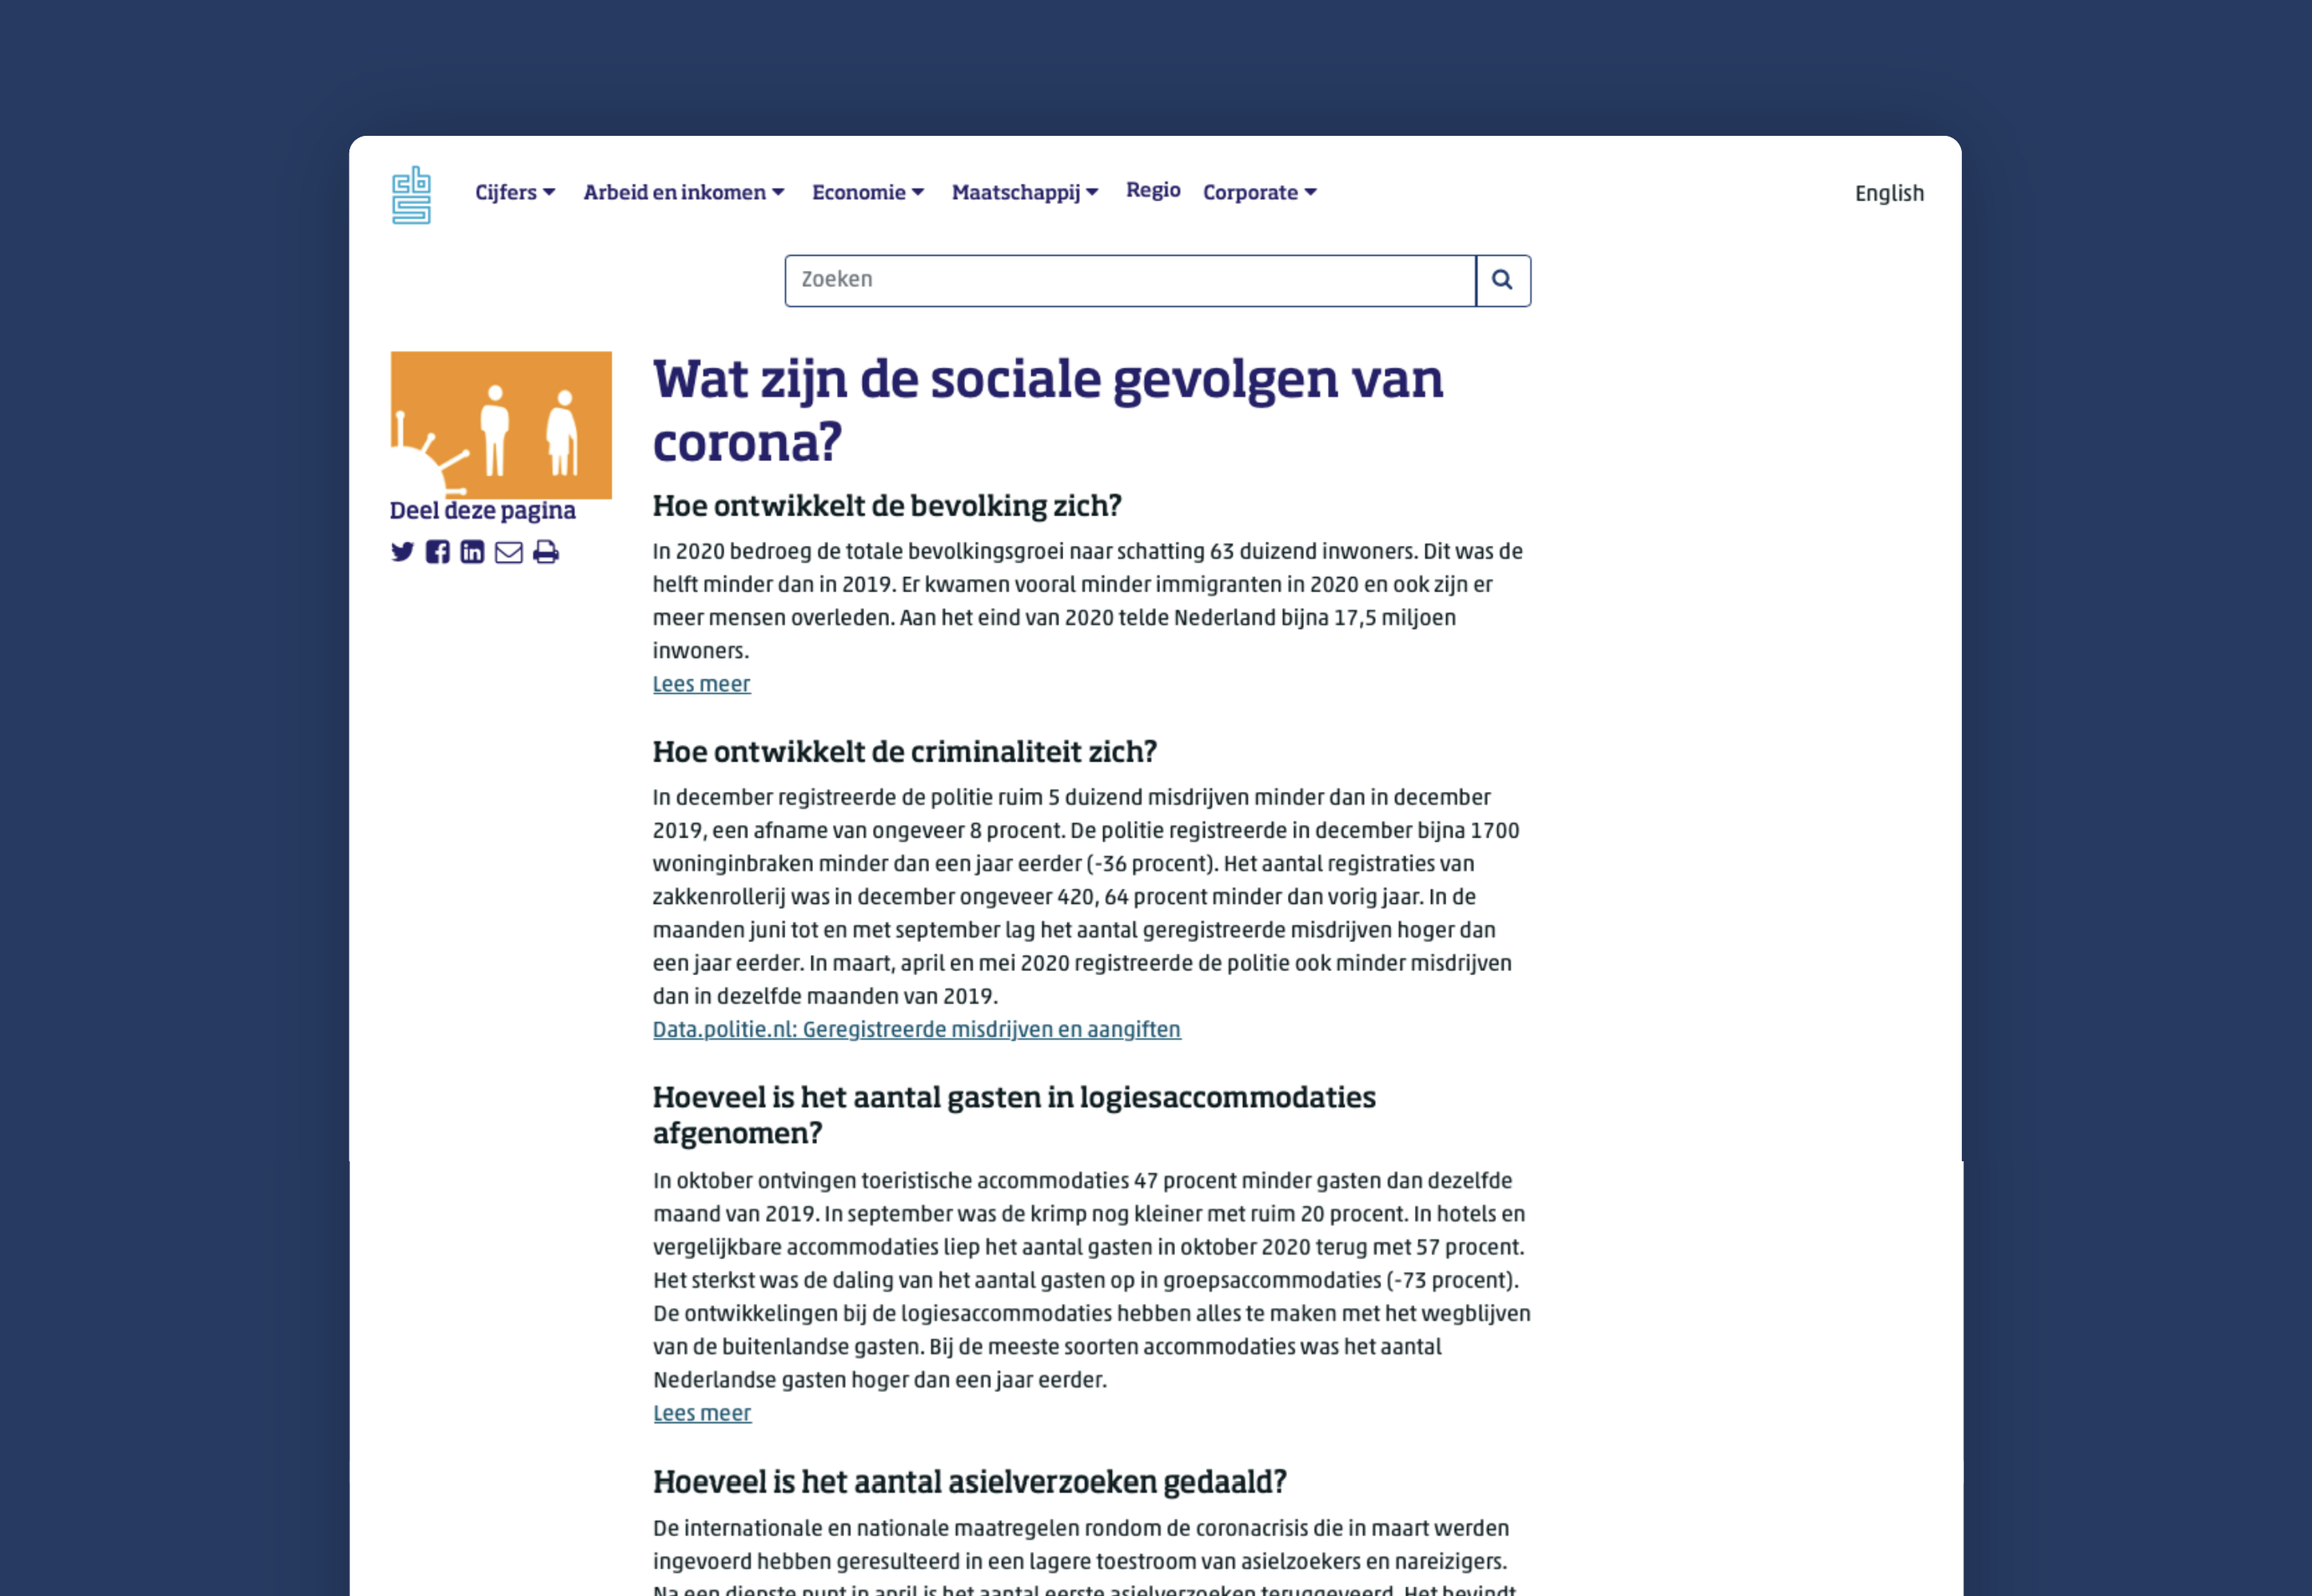 cbs
Cijfers
Arbeid en inkomen
Economie
Maatschappij
Regio
Corporate
English
Zoeken
Wat zijn de sociale gevolgen van
corona?
Deel deze pagina
Hoe ontwikkelt de bevolking zich?
In 2020 bedroeg de totale bevolkingsgroei naar schatting 63 duizend inwoners. Dit was de
helft minder dan in 2019. Er kwamen vooral minder immigranten in 2020 en ook zijn er
meer mensen overleden. Aan het eind van 2020 telde Nederland bijna 17,5 miljoen
inwoners.
Lees meer
Hoe ontwikkelt de criminaliteit zich?
In december registreerde de politie ruim 5 duizend misdrijven minder dan in december
2019, een afname van ongeveer 8 procent. De politie registreerde in december bijna 1700
woninginbraken minder dan een jaar eerder (-36 procent). Het aantal registraties van
zakkenrollerij was in december ongeveer 420, 64 procent minder dan vorig jaar. In de
maanden juni tot en met september lag het aantal geregistreerde misdrijven hoger dan
een jaar eerder. In maart, april en mei 2020 registreerde de politie ook minder misdrijven
dan in dezelfde maanden van 2019.
Data.politie.nl: Geregistreerde misdrijven en aangiften
Hoeveel is het aantal gasten in logiesaccommodaties
afgenomen?
In oktober ontvingen toeristische accommodaties 47 procent minder gasten dan dezelfde
maand van 2019. In september was de krimp nog kleiner met ruim 20 procent. In hotels en
vergelijkbare accommodaties liep het aantal gasten in oktober 2020 terug met 57 procent.
Het sterkst was de daling van het aantal gasten op in groepsaccommodaties (-73 procent).
De ontwikkelingen bij de logiesaccommodaties hebben alles te maken met het wegblijven
van de buitenlandse gasten. Bij de meeste soorten accommodaties was het aantal
Nederlandse gasten hoger dan een jaar eerder.
Lees meer
Hoeveel is het aantal asielverzoeken gedaald?
De internationale en nationale maatregelen rondom de coronacrisis die in maart werden
ingevoerd hebben geresulteerd in een lagere toestroom van asielzoekers en nareizigers.
Na een diepste punt in april is het aantal eerste asielverzoeken teruggeveerd. Het bevindt